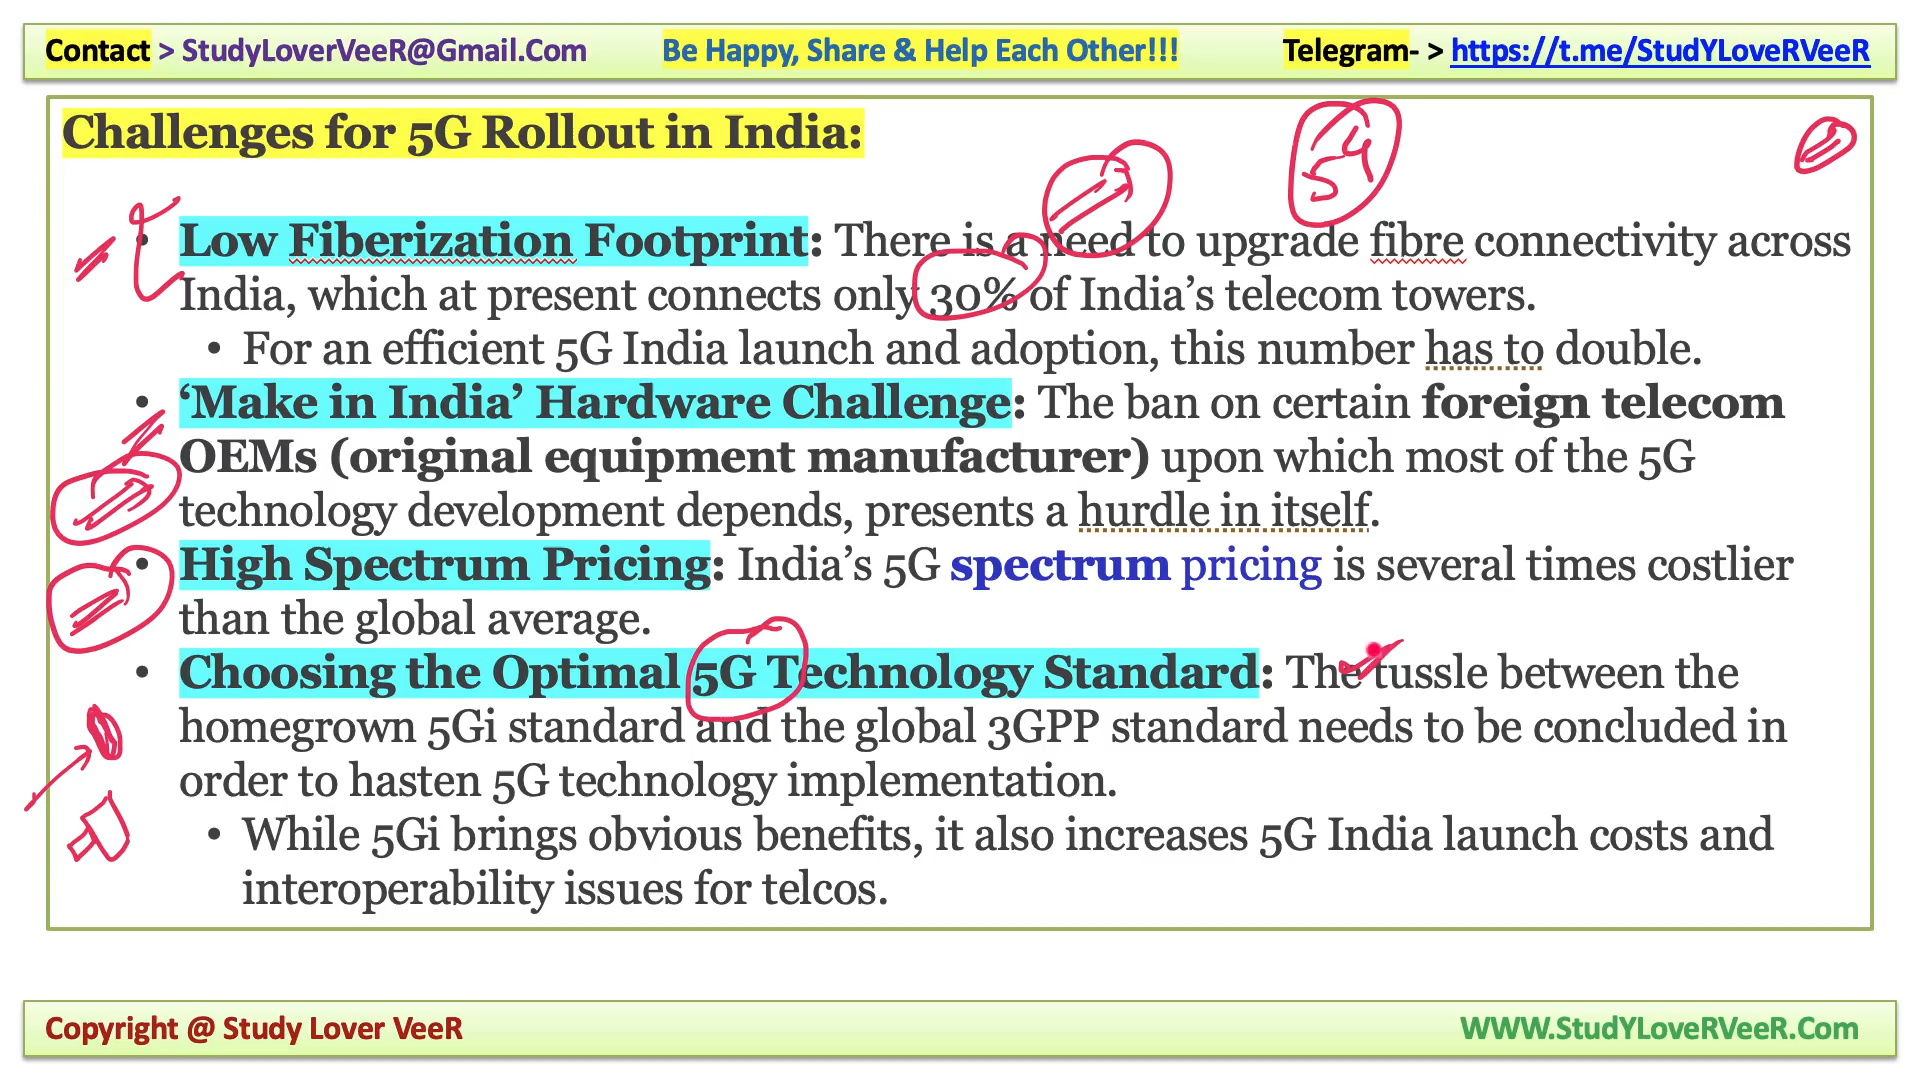 Contact > StudyLoverVeeR@Gmail.Com Be Happy, Share & Help Each Other!!! Telegram- > https://t.me/StudYLoveRVeeR
Challenges for 5G Rollout in India:
54
• Low Fiberization Footprint: There is a need to upgrade fibre connectivity across
India, which at present connects only 30% of India’s telecom towers.
• For an efficient 5G India launch and adoption, this number has to double.
• ‘Make in India’ Hardware Challenge: The ban on certain foreign telecom
OEMs (original equipment manufacturer) upon which most of the 5G
technology development depends, presents a hurdle in itself.
• High Spectrum Pricing: India’s 5G spectrum pricing is several times costlier
than the global average.
• Choosing the Optimal 5G Technology Standard: The tussle between the
homegrown 5Gi standard and the global 3GPP standard needs to be concluded in
order to hasten 5G technology implementation.
• While 5Gi brings obvious benefits, it also increases 5G India launch costs and
interoperability issues for telcos.
Copyright @ Study Lover VeeR WWW.StudYLoveRVeeR.Com